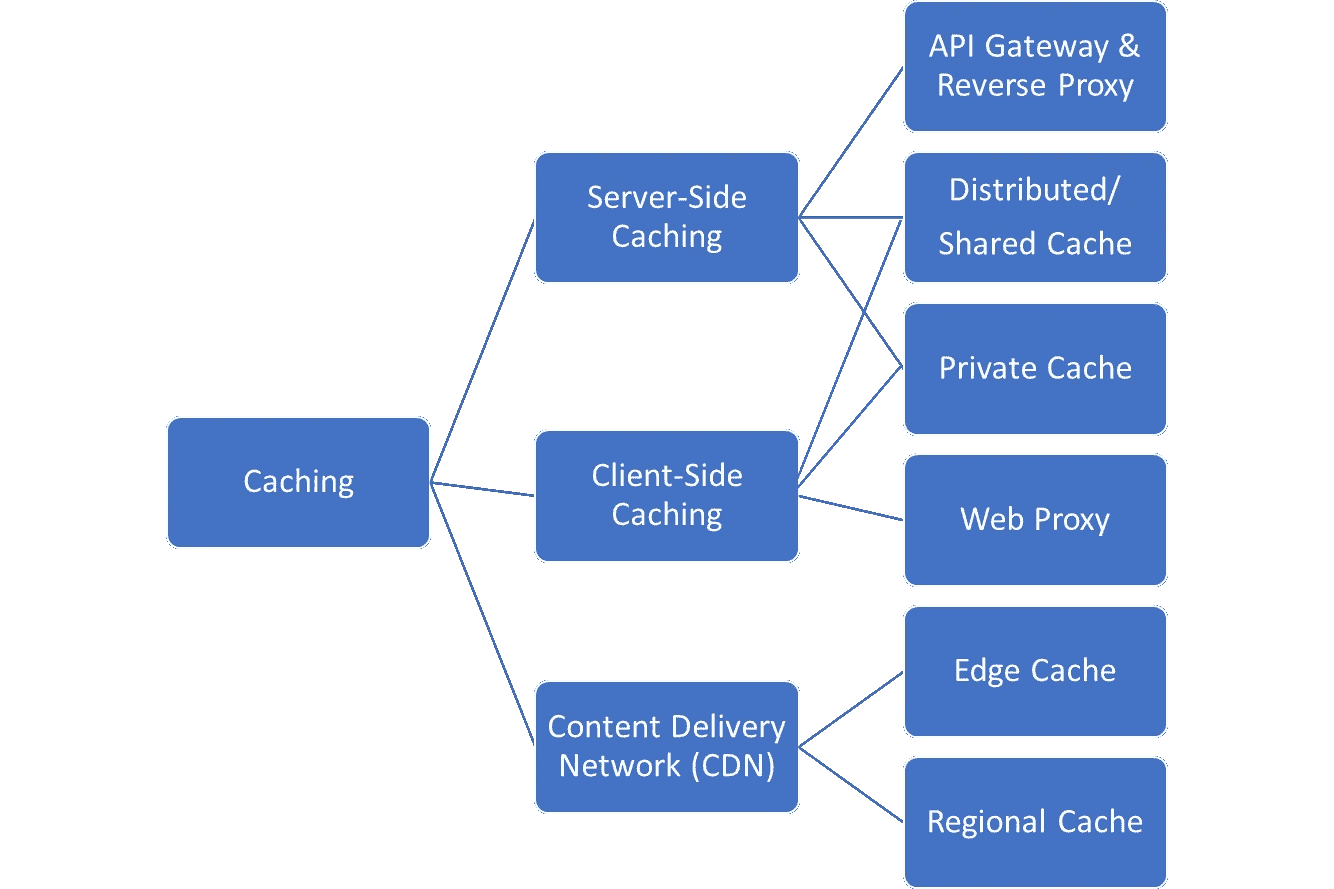 API Gateway &
Reverse Proxy
Server-Side
Caching
Distributed/
Shared Cache
Private Cache
Caching
Client-Side
Caching
Web Proxy
Edge Cache
Content Delivery
Network (CDN)
Regional Cache